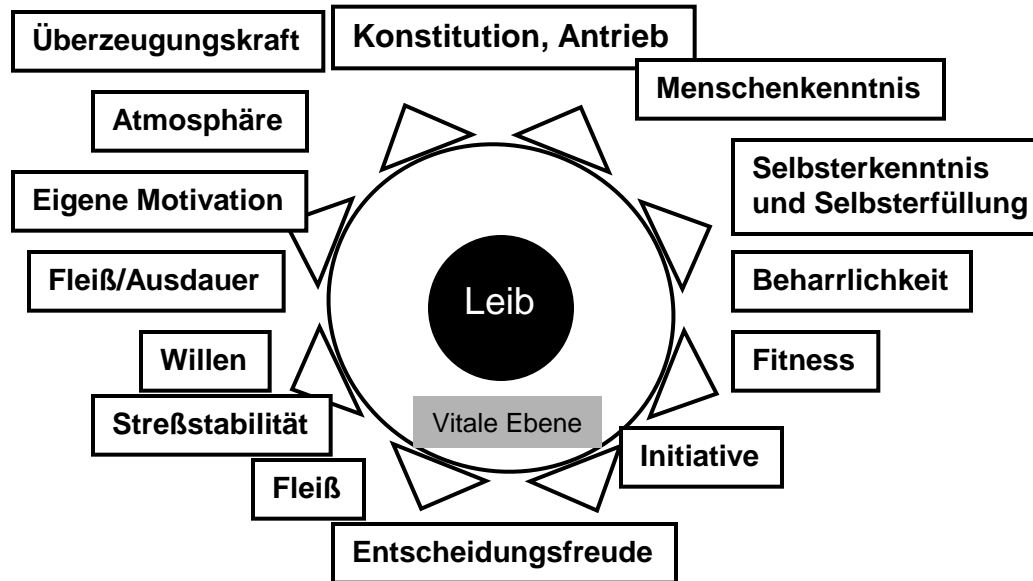 Überzeugungskraft
Konstitution, Antrieb
Menschenkenntnis
Atmosphäre
Selbsterkenntnis
und Selbsterfüllung
Eigene Motivation
Fleiß/Ausdauer
Beharrlichkeit
Leib
Willen
Fitness
Streßstabilität
Vitale Ebene
Initiative
Fleiß
Entscheidungsfreude